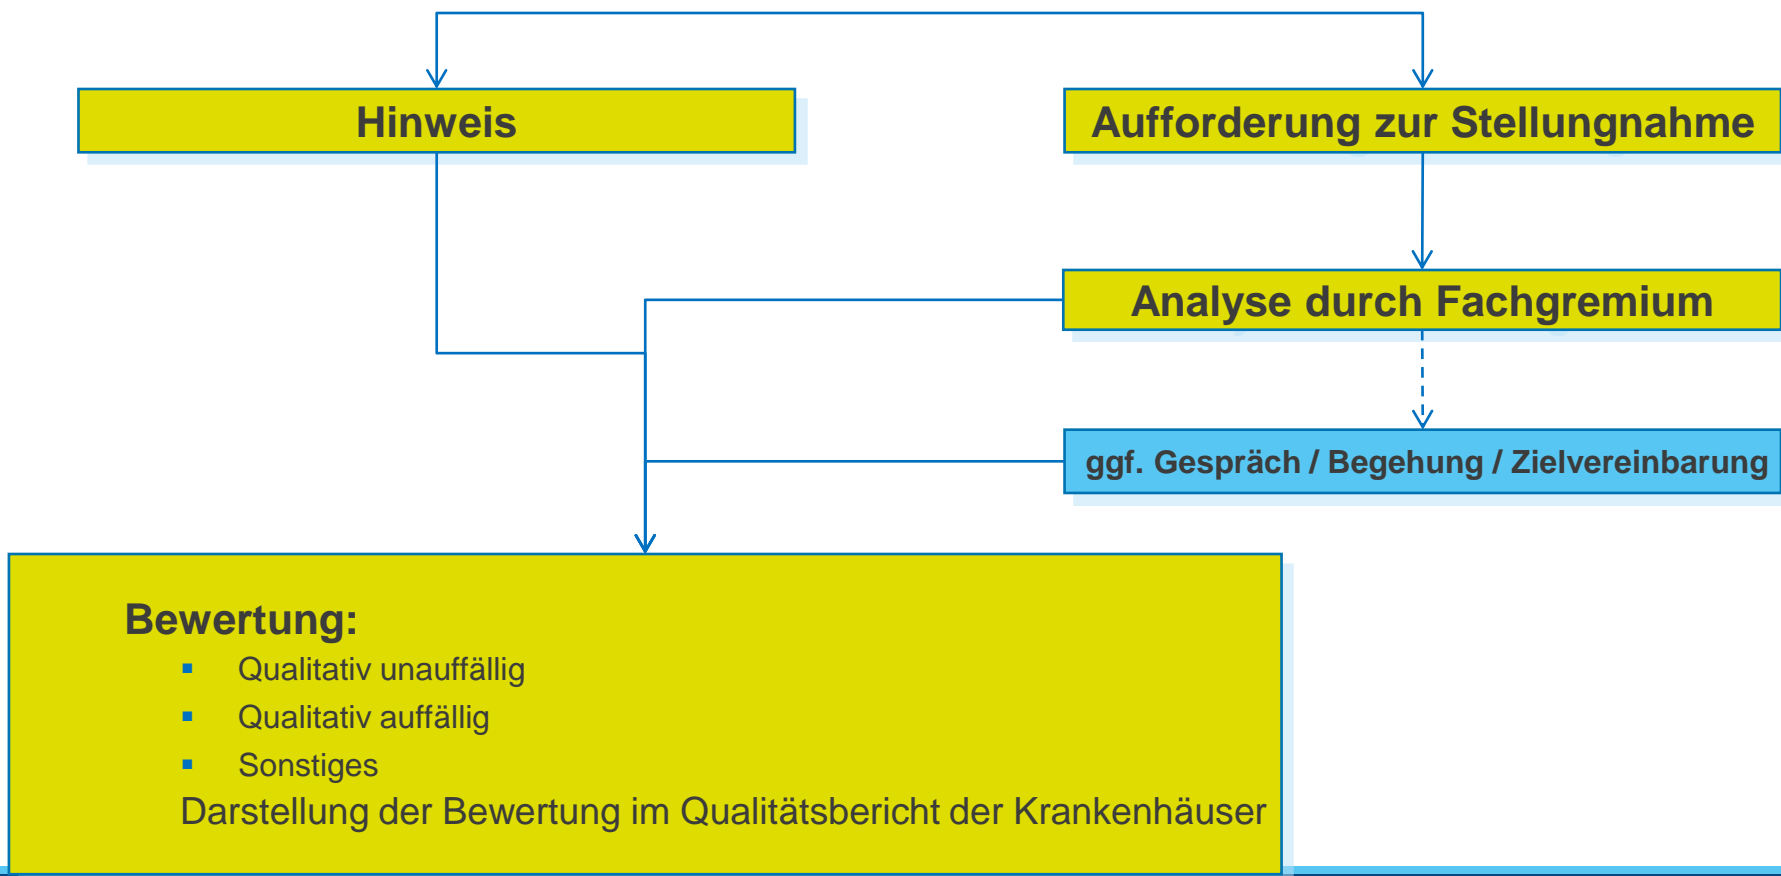 Hinweis
Aufforderung zur Stellungnahme
Analyse durch Fachgremium
ggf. Gespräch / Begehung / Zielvereinbarung
Bewertung:
Qualitativ unauffällig
Qualitativ auffällig
Sonstiges
Darstellung der Bewertung im Qualitätsbericht der Krankenhäuser